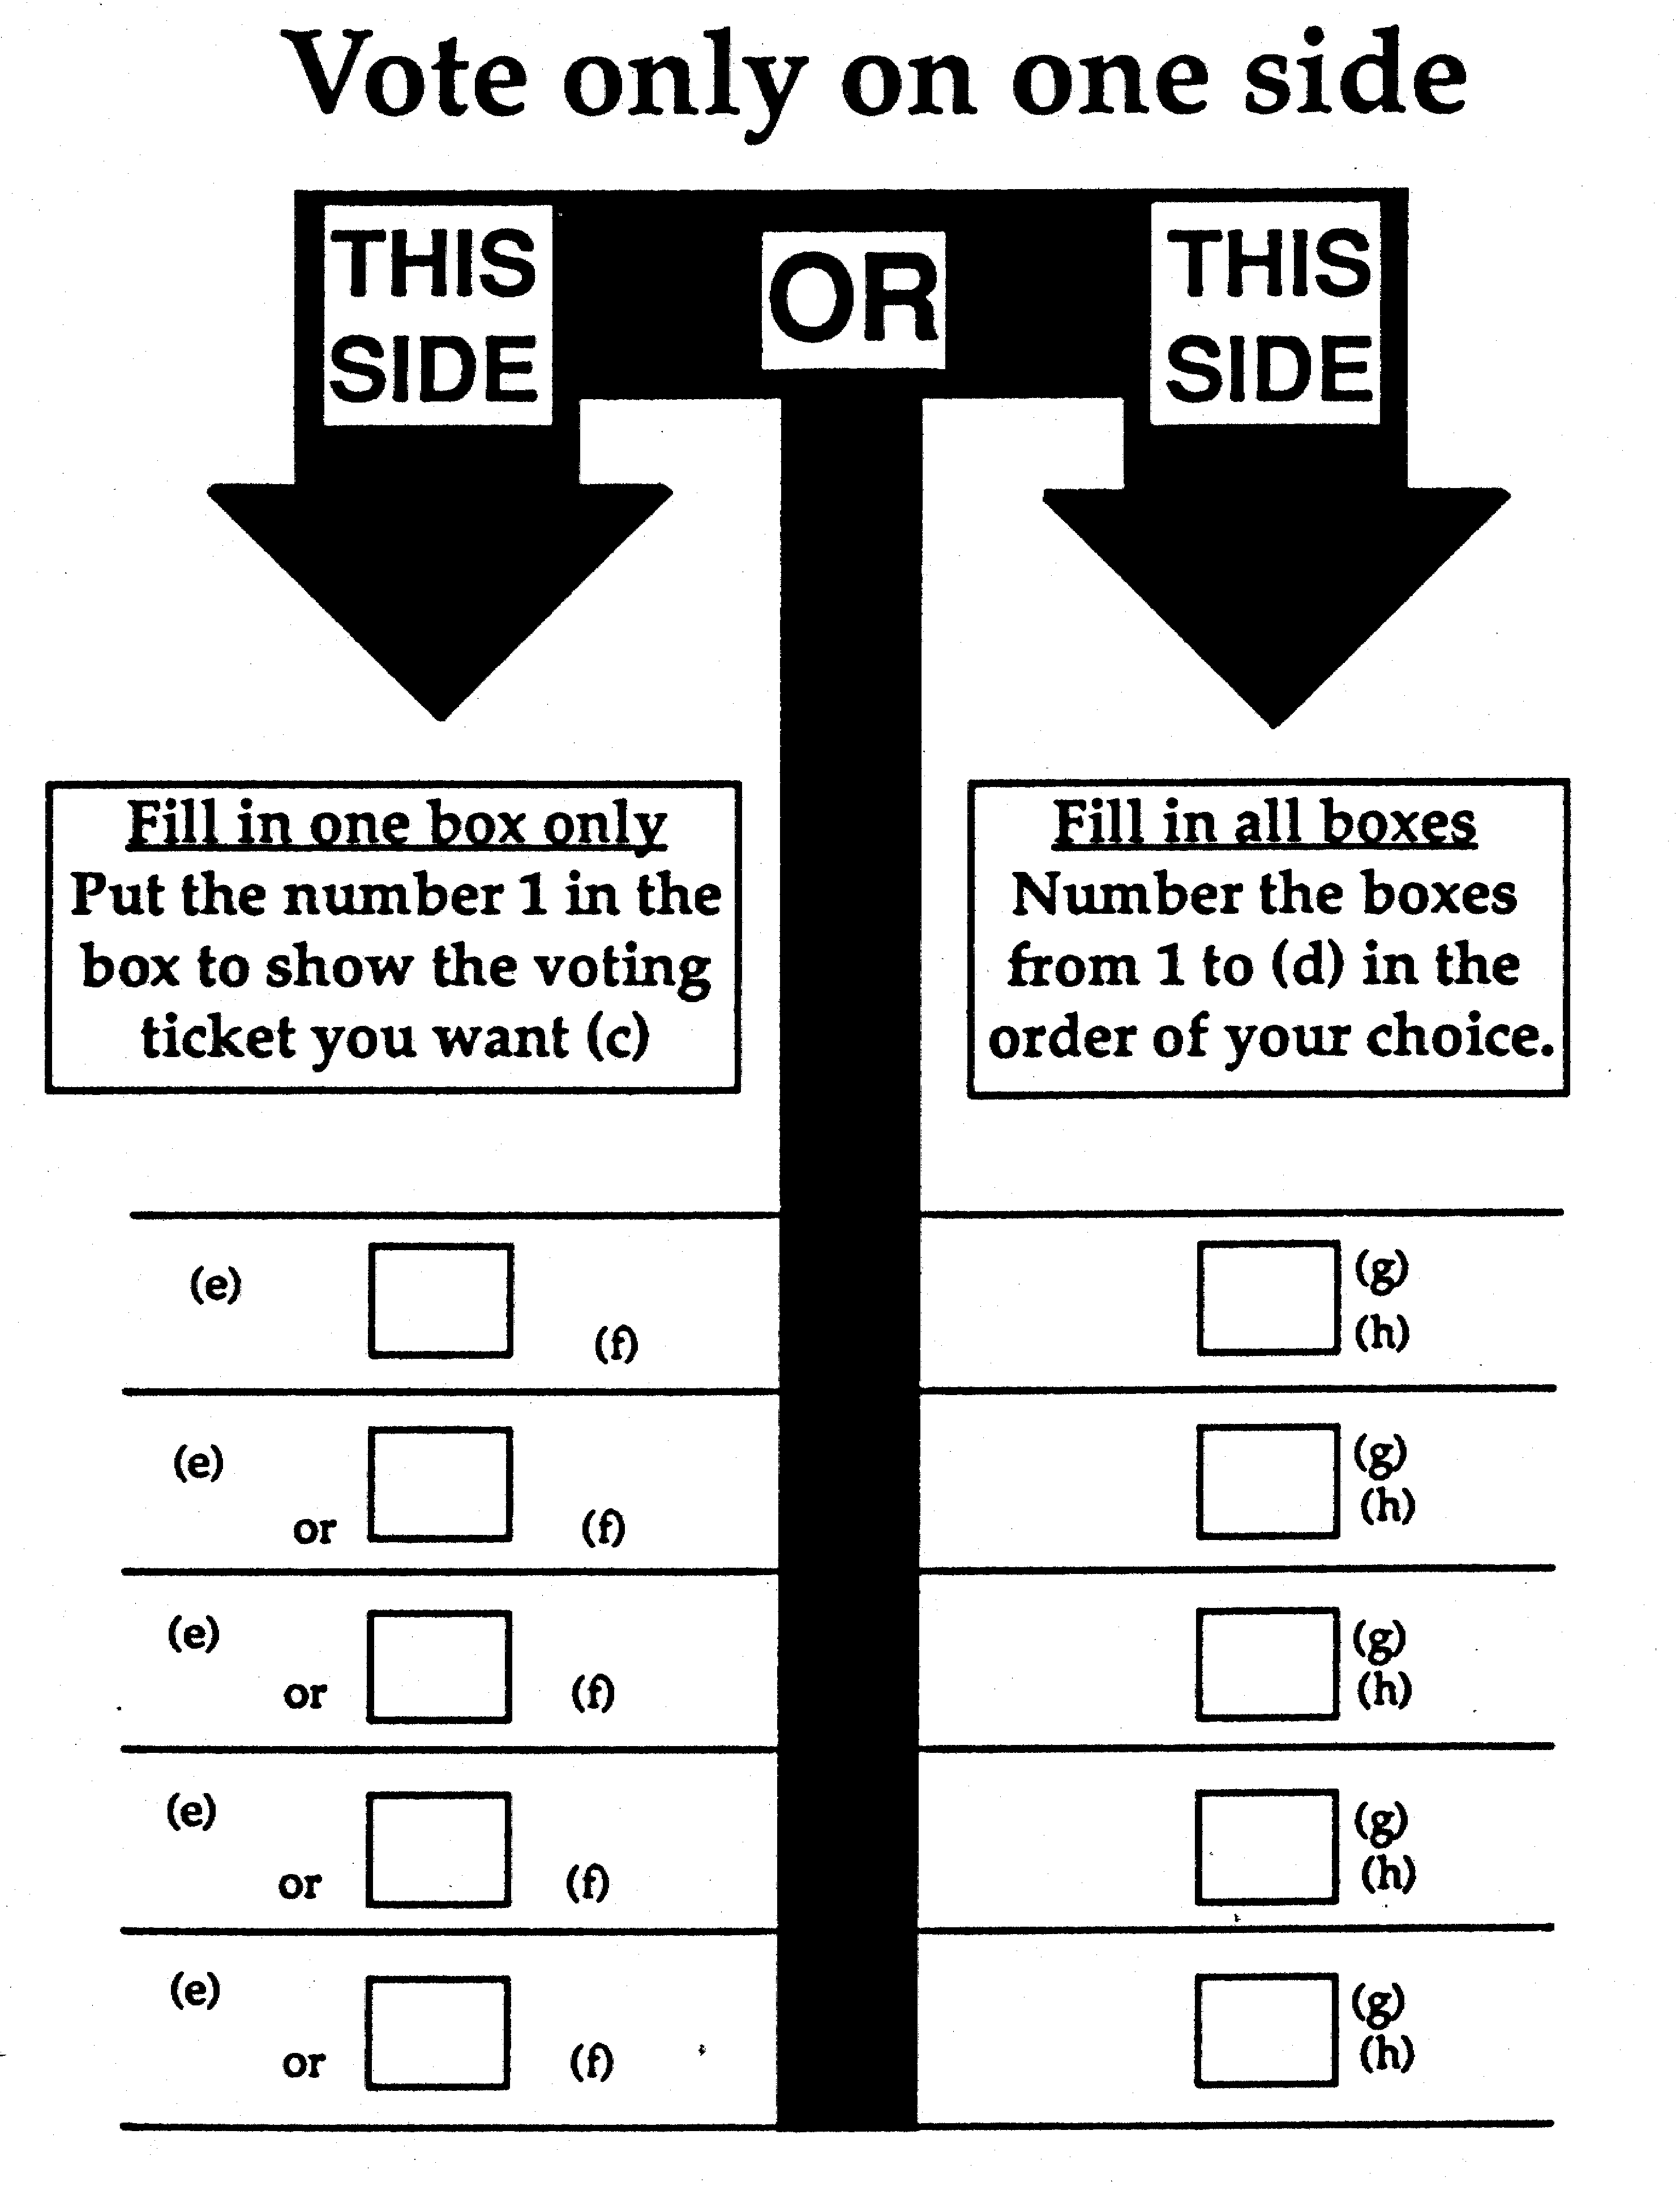 Vote only on one side
THIS
SIDE
OR
THIS
SIDE
Fill in one box only
Put the number 1 in the
box to show the voting
ticket you want (c)
Fill in all boxes
Number the boxes
from 1 to (d) in the
order of your choice.
(e)
(f)
(g)
(h)
(e)
or
(f)
(g)
(h)
(e)
or
(f)
(g)
(h)
(e)
or
(f)
(g)
(h)
(e)
or
(f)
(g)
(h)